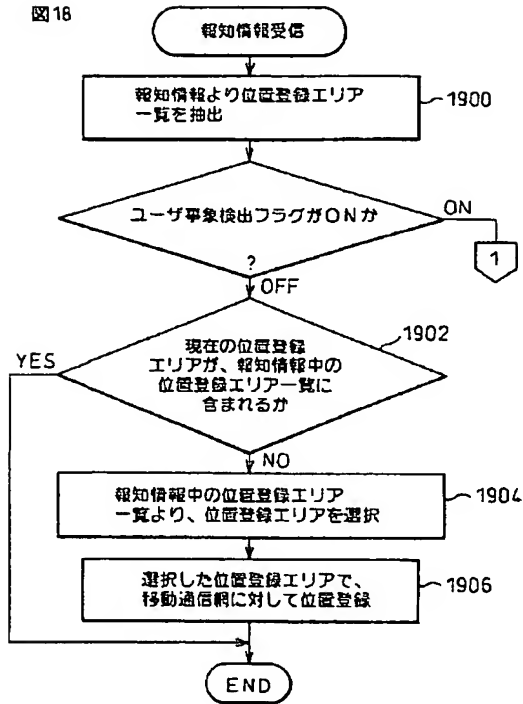 図18
報知情報受信
報知情報より位置登録エリア
一覧を抽出
1900
ユーザ事象検出フラグがONか
?
ON
1
OFF
現在の位置登録
エリアが、報知情報中の
位置登録エリア一覧に
含まれるか
1902
YES
NO
報知情報中の位置登録エリア
一覧より、位置登録エリアを選択
1904
選択した位置登録エリアで、
移動通信網に対して位置登録
1906
END